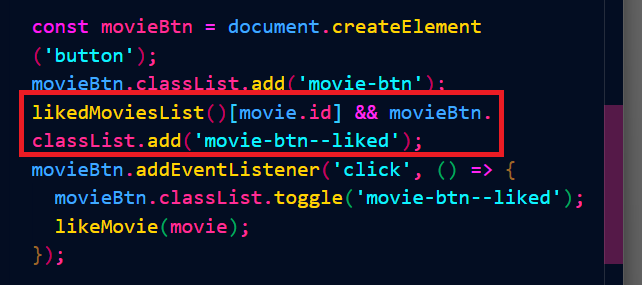 const movieBtn = document.createElement
('button');
movieBtn.classList.add('movie-btn');
likedMoviesList()[movie.id] && movieBtn.
classList.add('movie-btn--liked');
movieBtn.addEventListener('click', () => {
movieBtn.classList.toggle('movie-btn--liked');
likeMovie(movie);
});